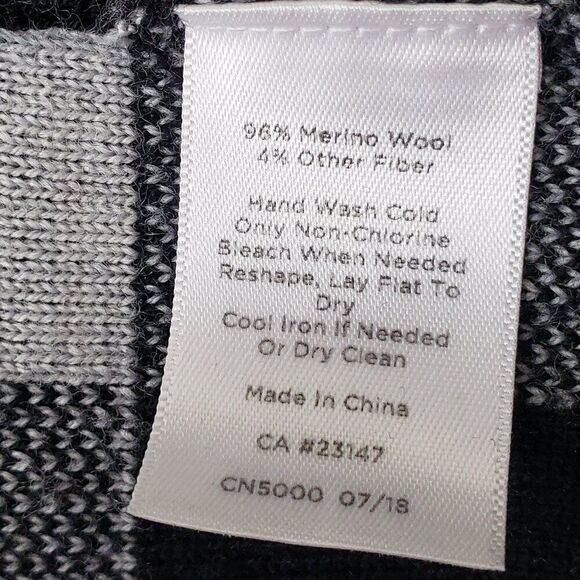 96% Merino Wool
4% Other Fiber
Hand Wash Cold
Only Non-Chlorine
Bleach When Needed
Reshape, Lay Flat To
Dry
Cool Iron If Needed
Or Dry Clean
Made In China
CA #23147
CN5000 07/18